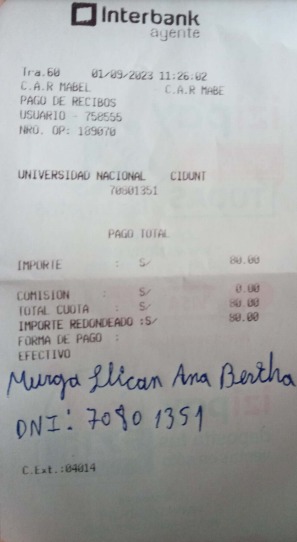 Interbank
agente
Tra.60 01/09/2023 11:26:02
C.A.R MABEL - C.A.R MABE
PAGO DE RECIBOS
USUARIO - 758555
NRO. OP: 189070
UNIVERSIDAD NACIONAL CIDUNT
70801351
PAGO TOTAL
IMPORTE : S/ 80.00
COMISION : S/ 0.00
TOTAL CUOTA : S/ 80.00
IMPORTE REDONDEADO :S/ 80.00
FORMA DE PAGO :
EFECTIVO
Murga Llican Ana Bertha
DNI: 7080 1351
C.Ext.:04014